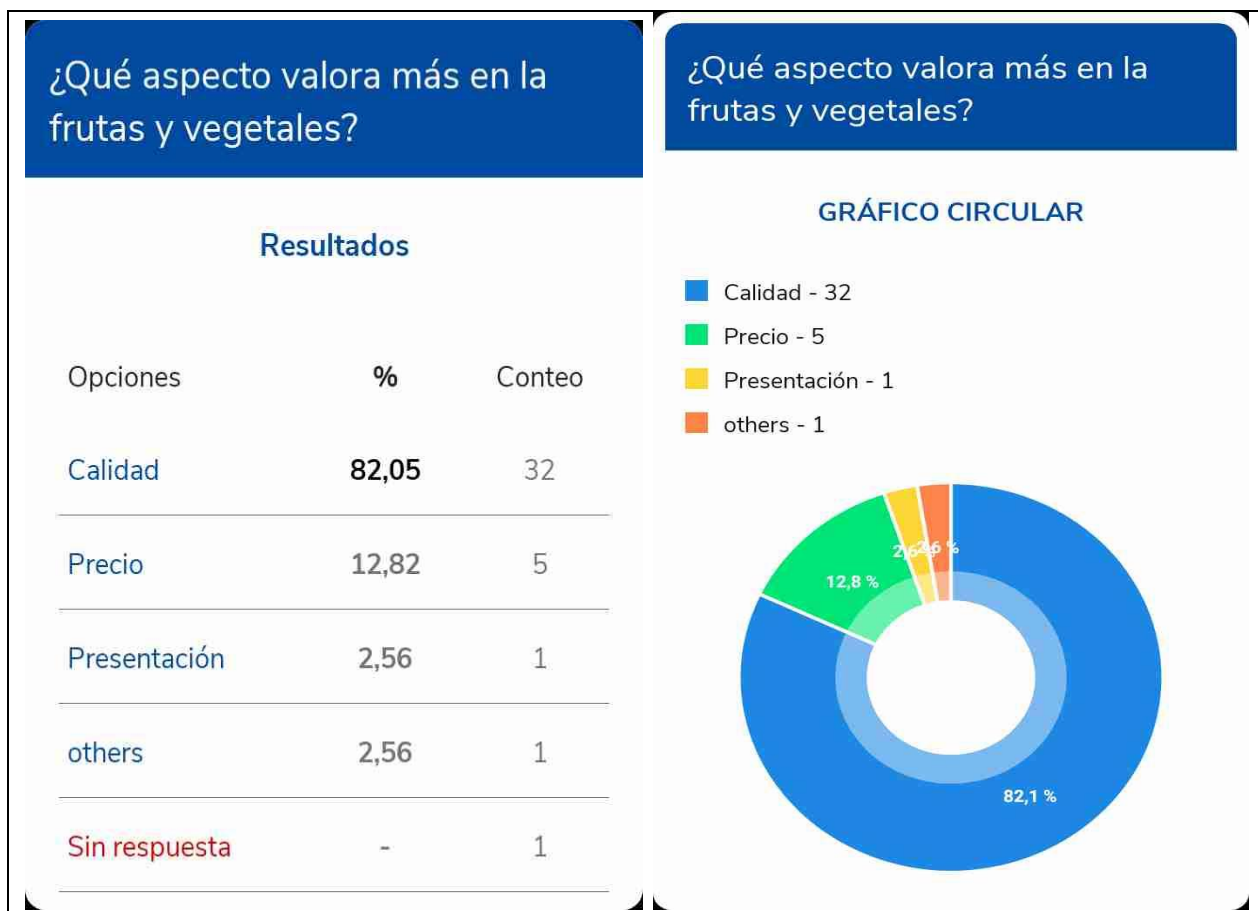 ¿Qué aspecto valora más en la
frutas y vegetales?
Resultados
Opciones % Conteo
Calidad 82,05 32
Precio 12,82 5
Presentación 2,56 1
others 2,56 1
Sin respuesta - 1
¿Qué aspecto valora más en la
frutas y vegetales?
GRÁFICO CIRCULAR
Calidad - 32
Precio - 5
Presentación - 1
others - 1
2,6 %
12,8 %
82,1 %